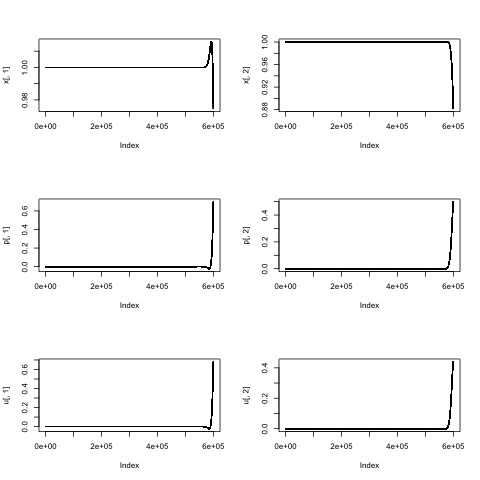 x[, 1]
0.98
1.00
0e+00
2e+05
4e+05
6e+05
Index
x[, 2]
0.88
0.92
0.96
1.00
0e+00
2e+05
4e+05
6e+05
Index
p[, 1]
0.0
0.2
0.4
0.6
0e+00
2e+05
4e+05
6e+05
Index
p[, 2]
0.0
0.2
0.4
0e+00
2e+05
4e+05
6e+05
Index
u[, 1]
0.0
0.2
0.4
0.6
0e+00
2e+05
4e+05
6e+05
Index
u[, 2]
0.0
0.2
0.4
0e+00
2e+05
4e+05
6e+05
Index